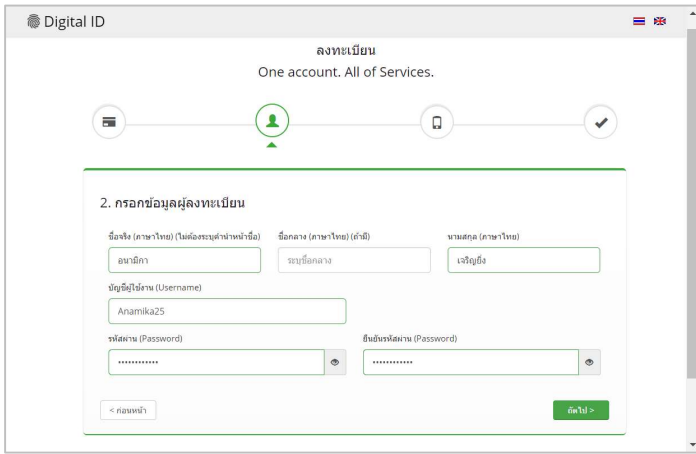 Digital ID
ลงทะเบียน
One account. All of Services.
2. กรอกข้อมูลผู้ลงทะเบียน
ชื่อจริง (ภาษาไทย) (ไม่ต้องระบุคำนำหน้าชื่อ) ชื่อกลาง (ภาษาไทย) (ถ้ามี) นามสกุล (ภาษาไทย)
อนามิกา ระบุชื่อกลาง เจริญยิ่ง
บัญชีผู้ใช้งาน (Username)
Anamika25
รหัสผ่าน (Password) ยืนยันรหัสผ่าน (Password)
•••••••••••• ••••••••••••
< ก่อนหน้า ถัดไป >